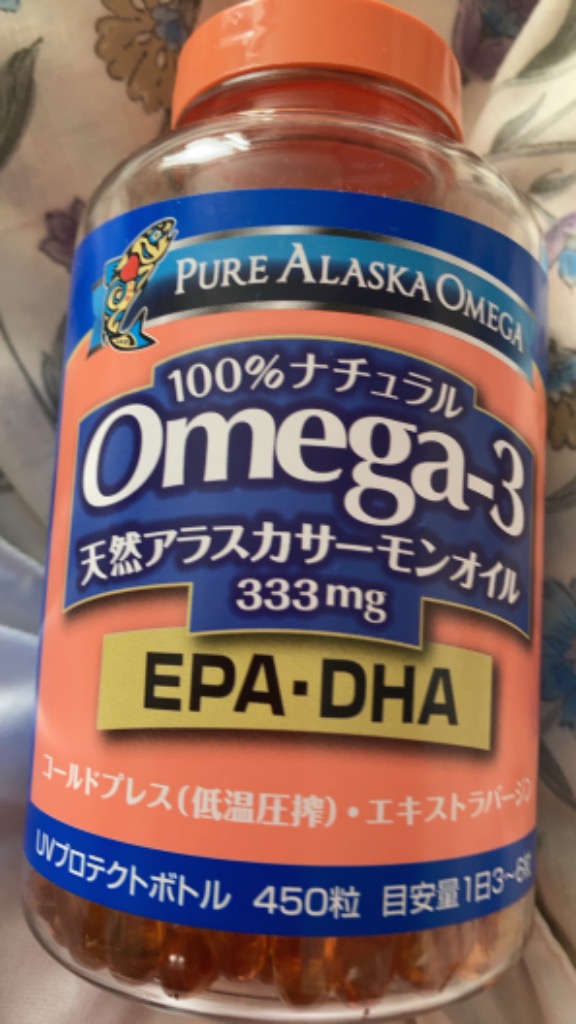 PURE ALASKA OMEGA
100%ナチュラル
Omega-3
天然アラスカサーモンオイル
333mg
EPA・DHA
コールドプレス(低温圧搾)・エキストラバージン
UVプロテクトボトル 450粒 目安量1日3〜6粒